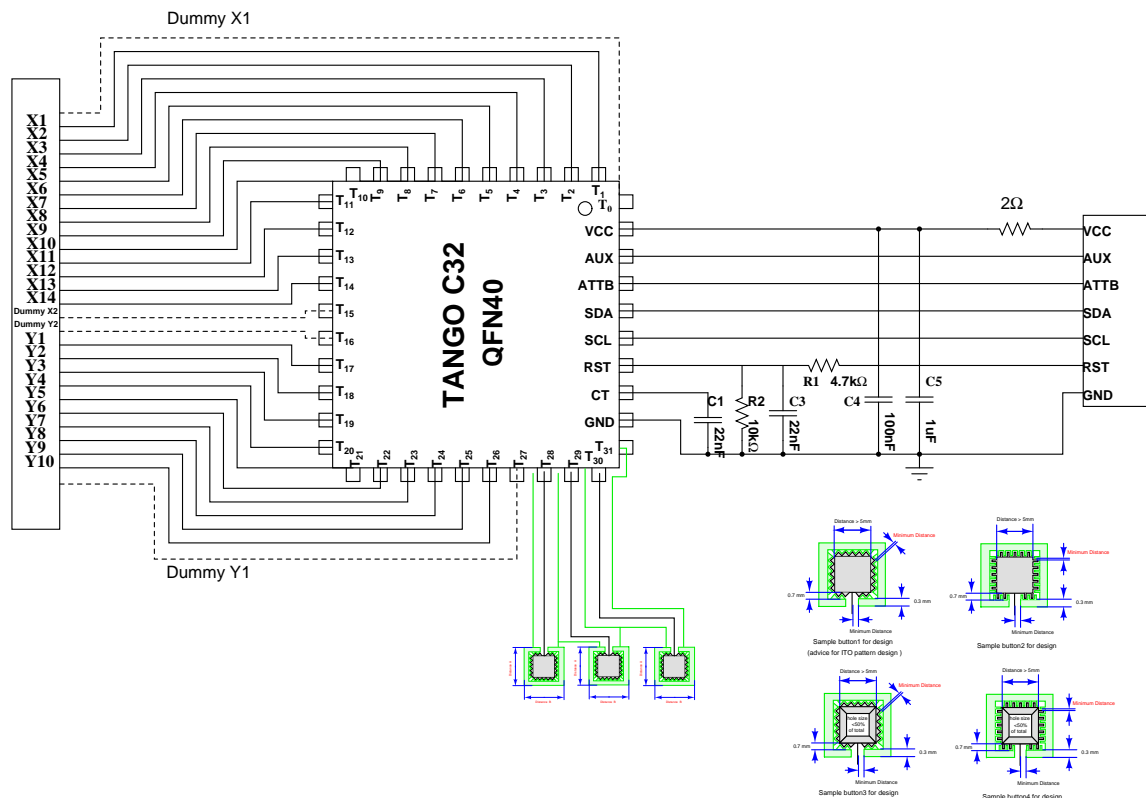 Dummy X1
X1
X2
X3
X4
X5
X6
X7
X8
X9
X10
X11
X12
X13
X14
Dummy X2
Dummy Y2
Y1
Y2
Y3
Y4
Y5
Y6
Y7
Y8
Y9
Y10
Dummy Y1
T10 T9 T8 T7 T6 T5 T4 T3 T2 T1
T0
T11
T12
T13
T14
T15
T16
T17
T18
T19
T20
T21 T22 T23 T24 T25 T26 T27 T28 T29 T30
T31
TANGO C32
QFN40
VCC
AUX
ATTB
SDA
SCL
RST
CT
GND
2Ω
R1 4.7kΩ
C1
22nF
R2
10kΩ
C3
22nF
C4
100nF
C5
1uF
VCC
AUX
ATTB
SDA
SCL
RST
GND
Distance > 5mm
Minimum Distance
0.7 mm
0.3 mm
Minimum Distance
Sample button1 for design
(advice for ITO pattern design )
Distance > 5mm
Minimum Distance
0.7 mm
0.3 mm
Minimum Distance
Sample button2 for design
Distance > 5mm
Minimum Distance
hole size
<50%
of total
0.7 mm
0.3 mm
Minimum Distance
Sample button3 for design
Distance > 5mm
Minimum Distance
hole size
<50%
of total
0.7 mm
0.3 mm
Minimum Distance
Sample button4 for design